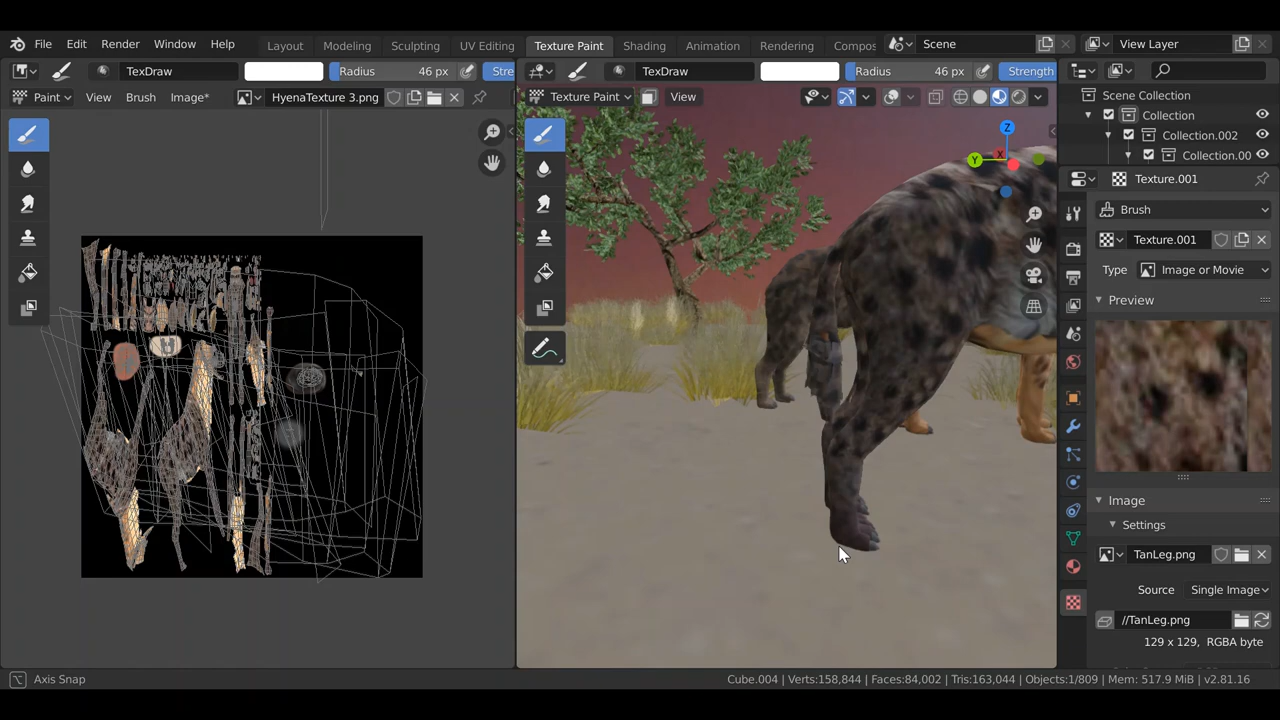 File Edit Render Window Help Layout Modeling Sculpting UV Editing Texture Paint Shading Animation Rendering Compos Scene View Layer
TexDraw Radius 46 px Stre TexDraw Radius 46 px Strength
Paint View Brush Image* HyenaTexture 3.png Texture Paint View
Scene Collection
Collection
Collection.002
Collection.00
Z
Y
X
Texture.001
Brush
Texture.001
Type Image or Movie
Preview
Image
Settings
TanLeg.png
Source Single Image
//TanLeg.png
129 x 129, RGBA byte
Axis Snap Cube.004 | Verts:158,844 | Faces:84,002 | Tris:163,044 | Objects:1/809 | Mem: 517.9 MiB | v2.81.16